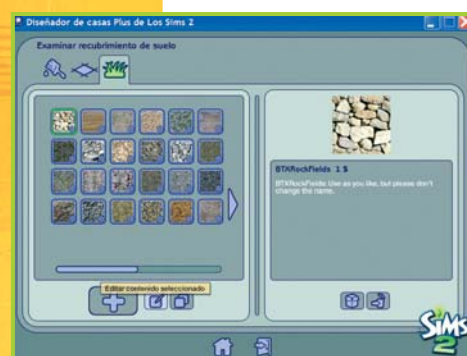 Diseñador de casas Plus de Los Sims 2
Examinar recubrimiento de suelo
BTXRockFields 1 $
BTXRockFields: Use as you like, but please don't
change the name.
Editar contenido seleccionado
SiMS
2